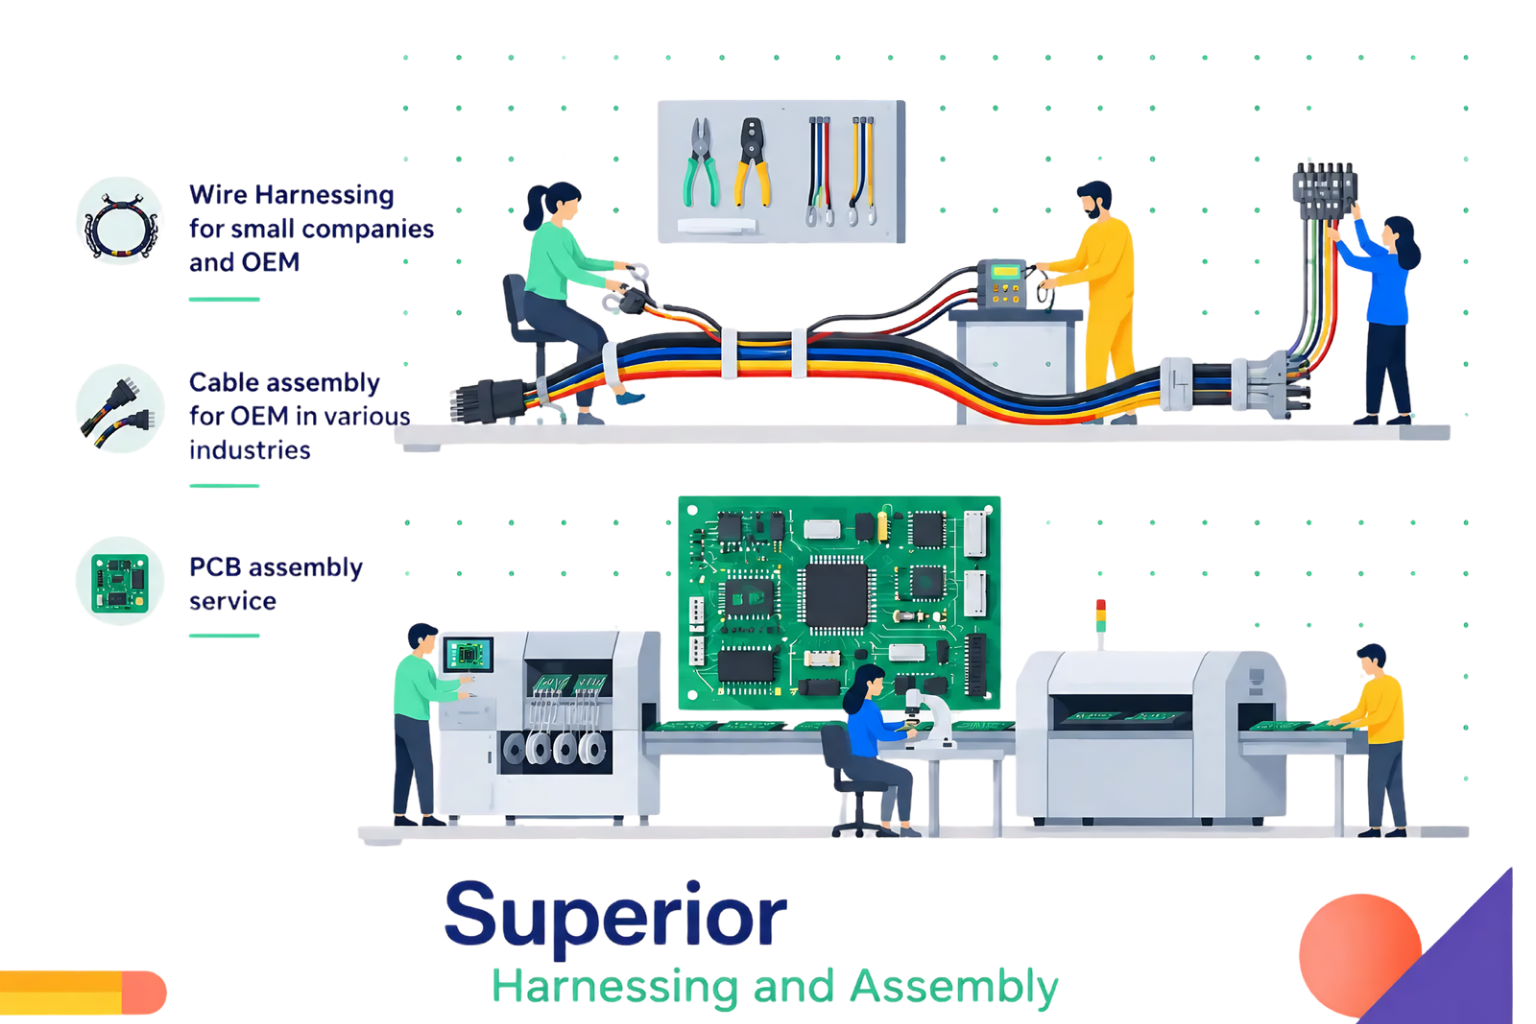 Wire Harnessing
for small companies
and OEM
Cable assembly
for OEM in various
industries
PCB assembly
service
Superior
Harnessing and Assembly